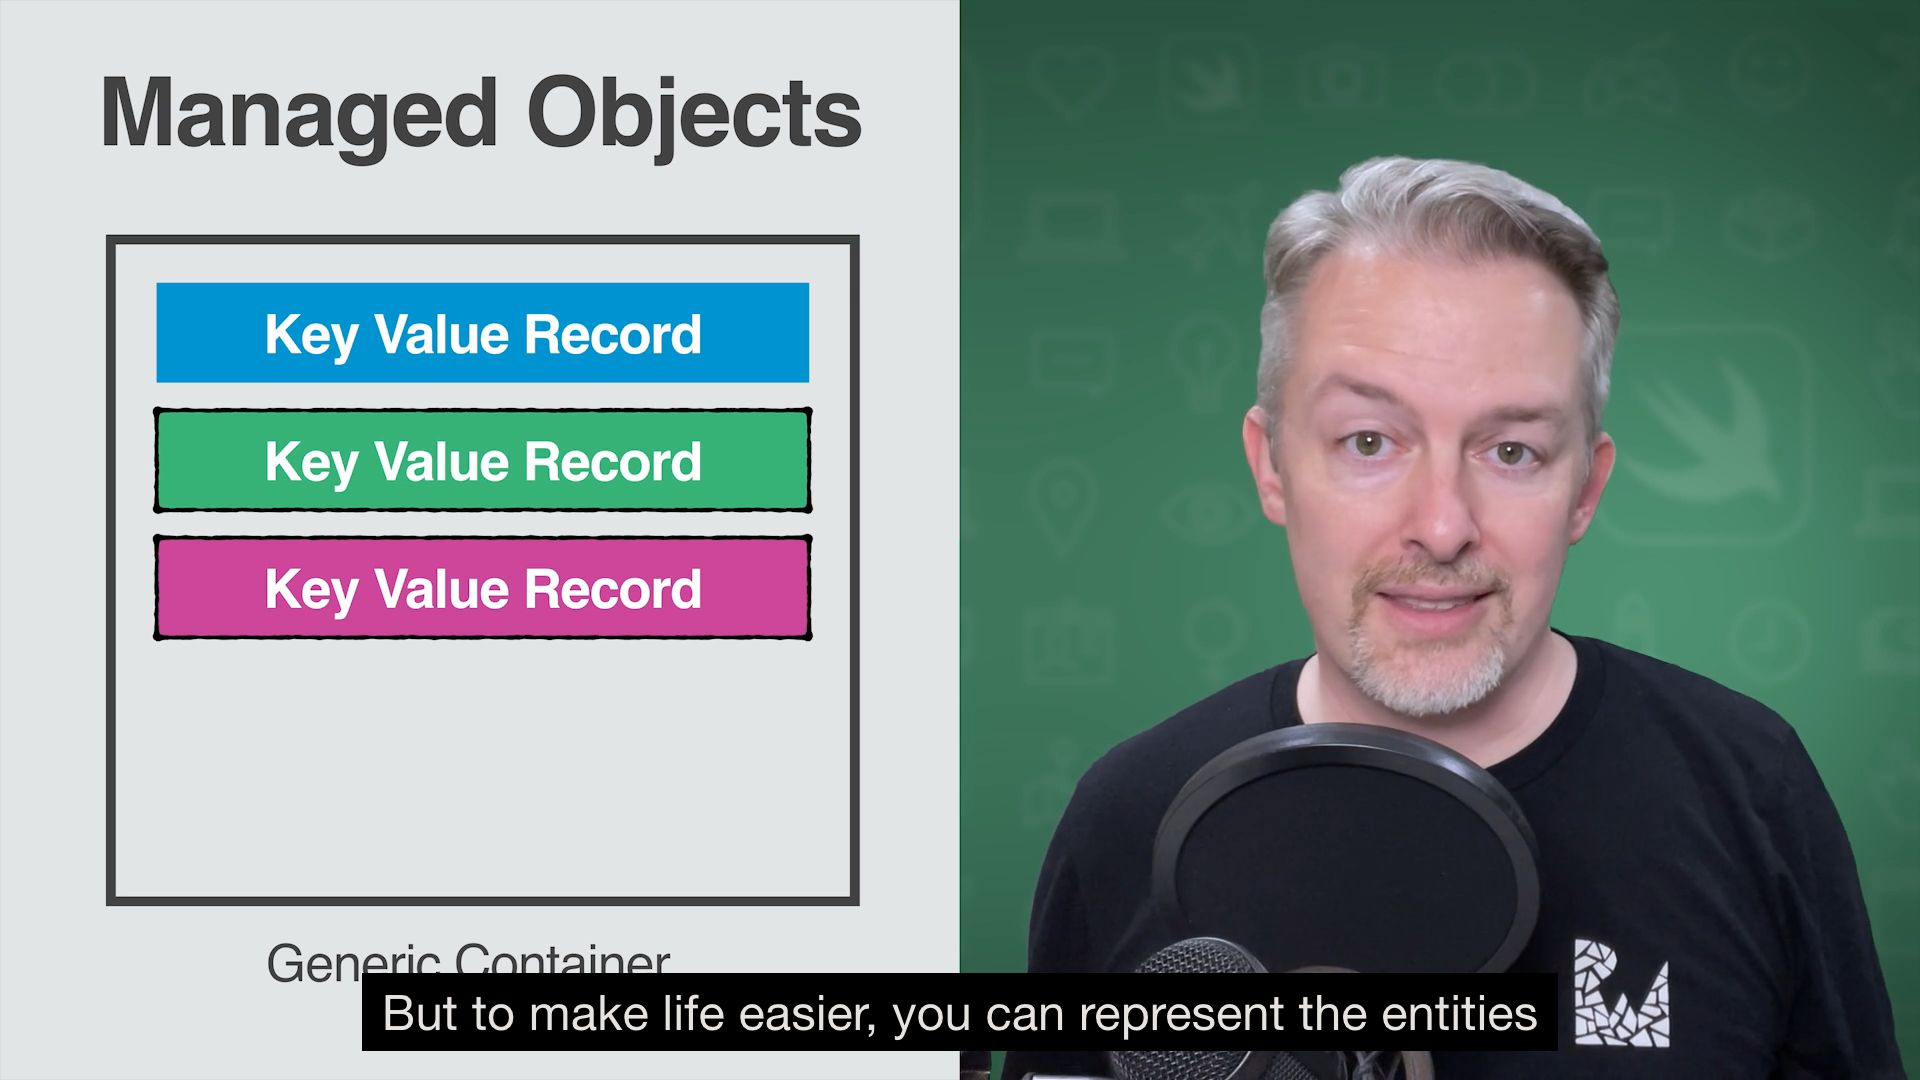 Managed Objects
Key Value Record
Key Value Record
Key Value Record
Generic Container
But to make life easier, you can represent the entities